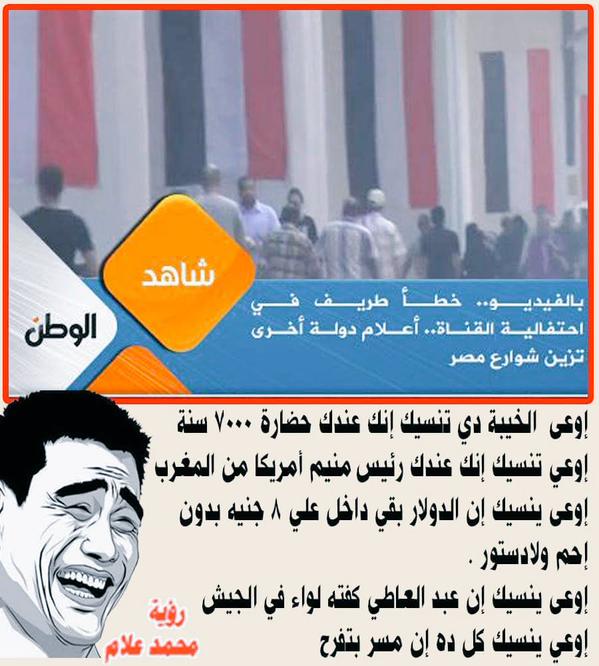 شاهد
الوطن
بالفيديو.. خطأ طريف في
احتفالية القناة.. أعلام دولة أخرى
تزين شوارع مصر
إوعى الخيبة دي تنسيك إنك عندك حضارة ٧٠٠٠ سنة
إوعي تنسيك إنك عندك رئيس منيم أمريكا من المغرب
إوعى ينسيك إن الدولار بقي داخل علي ٨ جنيه بدون
إحم ولادستور .
إوعى ينسيك إن عبد العاطي كفته لواء في الجيش
إوعي ينسيك كل ده إن مسر بتفرح
رؤية
محمد علام